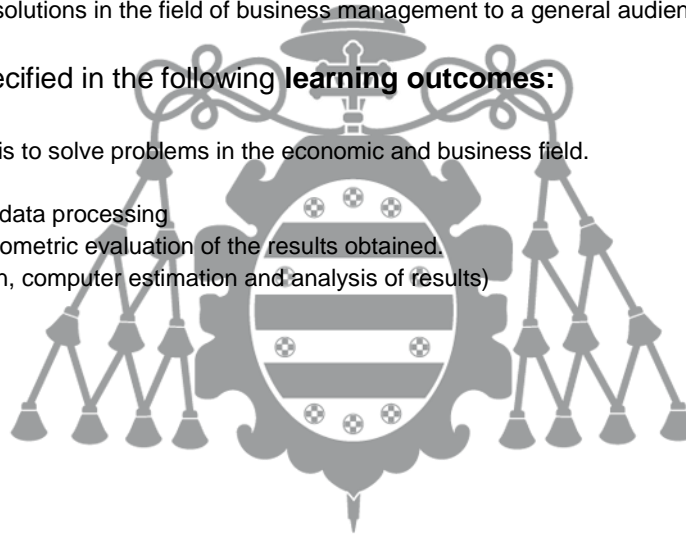 solutions in the field of business management to a general audien
ecified in the following learning outcomes:
is to solve problems in the economic and business field.
data processing
ometric evaluation of the results obtained.
n, computer estimation and analysis of results)